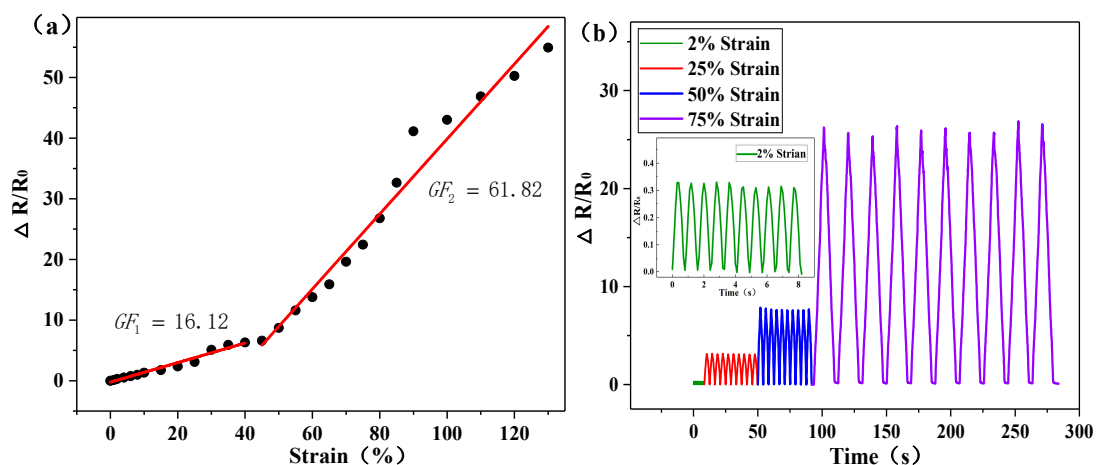 (a)
△ R/R₀
50
40
30
20
10
0
GF₁ = 16.12
GF₂ = 61.82
0 20 40 60 80 100 120
Strain (%)
(b)
△ R/R₀
30
20
10
0
2% Strain
25% Strain
50% Strain
75% Strain
2% Strian
△R/R₀
0.4
0.3
0.2
0.1
0.0
0 2 4 6 8
Time (s)
0 50 100 150 200 250 300
Time (s)